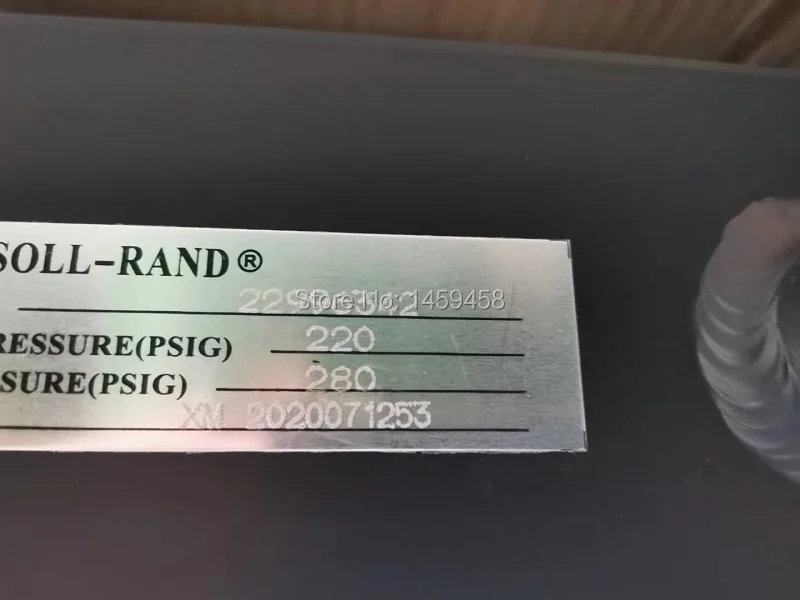 SOLL-RAND®
Store No: 1459458
RESSURE(PSIG) 220
SURE(PSIG) 280
XM 2020071253